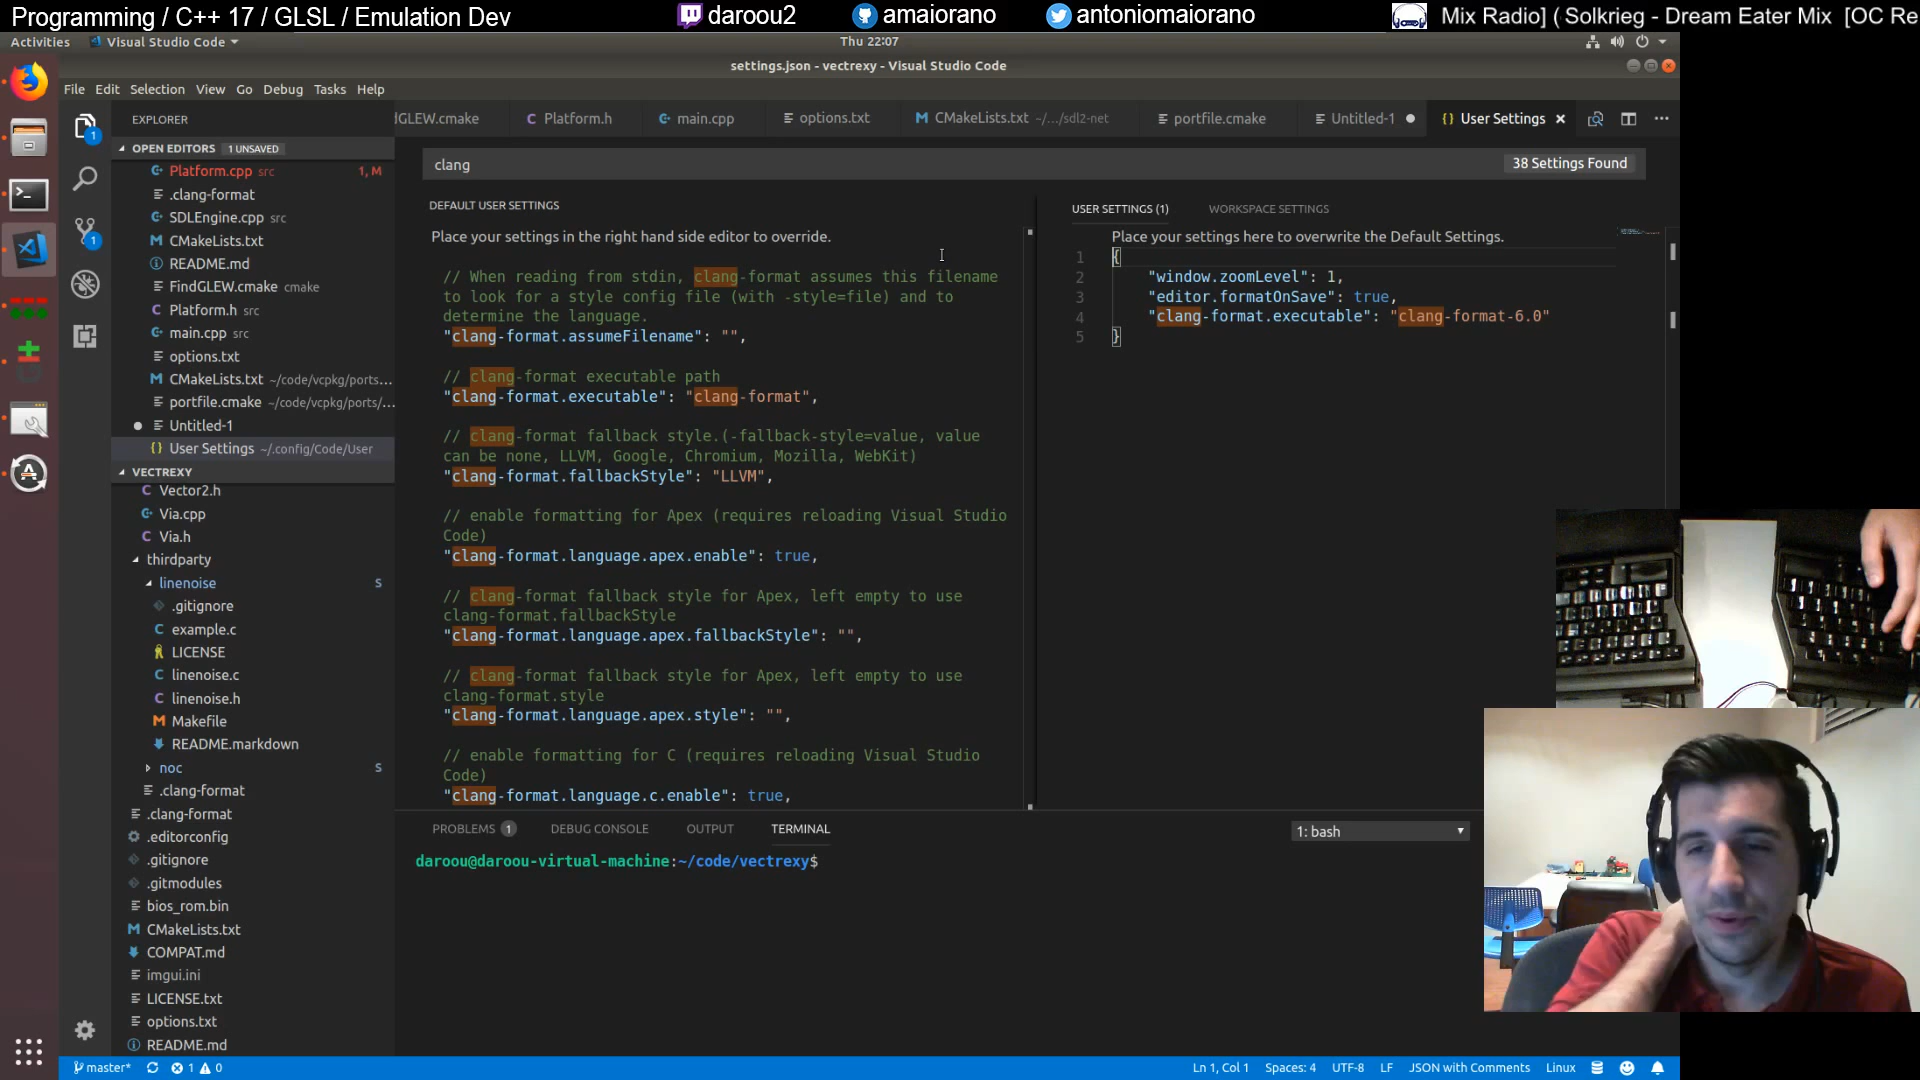 Programming / C++ 17 / GLSL / Emulation Dev
daroou2
amaiorano
antoniomaiorano
Mix Radio] ( Solkrieg - Dream Eater Mix [OC Re
Activities
Visual Studio Code
Thu 22:07
settings.json - vectrexy - Visual Studio Code
File Edit Selection View Go Debug Tasks Help
EXPLORER
dGLEW.cmake
Platform.h
main.cpp
options.txt
CMakeLists.txt ~/.../sdl2-net
portfile.cmake
Untitled-1
User Settings
OPEN EDITORS 1 UNSAVED
Platform.cpp src 1, M
.clang-format
SDLEngine.cpp src
CMakeLists.txt
README.md
FindGLEW.cmake cmake
Platform.h src
main.cpp src
options.txt
CMakeLists.txt ~/code/vcpkg/ports...
portfile.cmake ~/code/vcpkg/ports/...
Untitled-1
User Settings ~/.config/Code/User
VECTREXY
Vector2.h
Via.cpp
Via.h
thirdparty
linenoise S
.gitignore
example.c
LICENSE
linenoise.c
linenoise.h
Makefile
README.markdown
noc S
.clang-format
.clang-format
.editorconfig
.gitignore
.gitmodules
bios_rom.bin
CMakeLists.txt
COMPAT.md
imgui.ini
LICENSE.txt
options.txt
README.md
clang
38 Settings Found
DEFAULT USER SETTINGS
Place your settings in the right hand side editor to override.
// When reading from stdin, clang-format assumes this filename
to look for a style config file (with -style=file) and to
determine the language.
"clang-format.assumeFilename": "",
// clang-format executable path
"clang-format.executable": "clang-format",
// clang-format fallback style.(-fallback-style=value, value
can be none, LLVM, Google, Chromium, Mozilla, WebKit)
"clang-format.fallbackStyle": "LLVM",
// enable formatting for Apex (requires reloading Visual Studio
Code)
"clang-format.language.apex.enable": true,
// clang-format fallback style for Apex, left empty to use
clang-format.fallbackStyle
"clang-format.language.apex.fallbackStyle": "",
// clang-format fallback style for Apex, left empty to use
clang-format.style
"clang-format.language.apex.style": "",
// enable formatting for C (requires reloading Visual Studio
Code)
"clang-format.language.c.enable": true,
USER SETTINGS (1)
WORKSPACE SETTINGS
Place your settings here to overwrite the Default Settings.
1 {
2 "window.zoomLevel": 1,
3 "editor.formatOnSave": true,
4 "clang-format.executable": "clang-format-6.0"
5 }
PROBLEMS 1
DEBUG CONSOLE
OUTPUT
TERMINAL
1: bash
daroou@daroou-virtual-machine:~/code/vectrexy$
master*
1
0
Ln 1, Col 1
Spaces: 4
UTF-8
LF
JSON with Comments
Linux